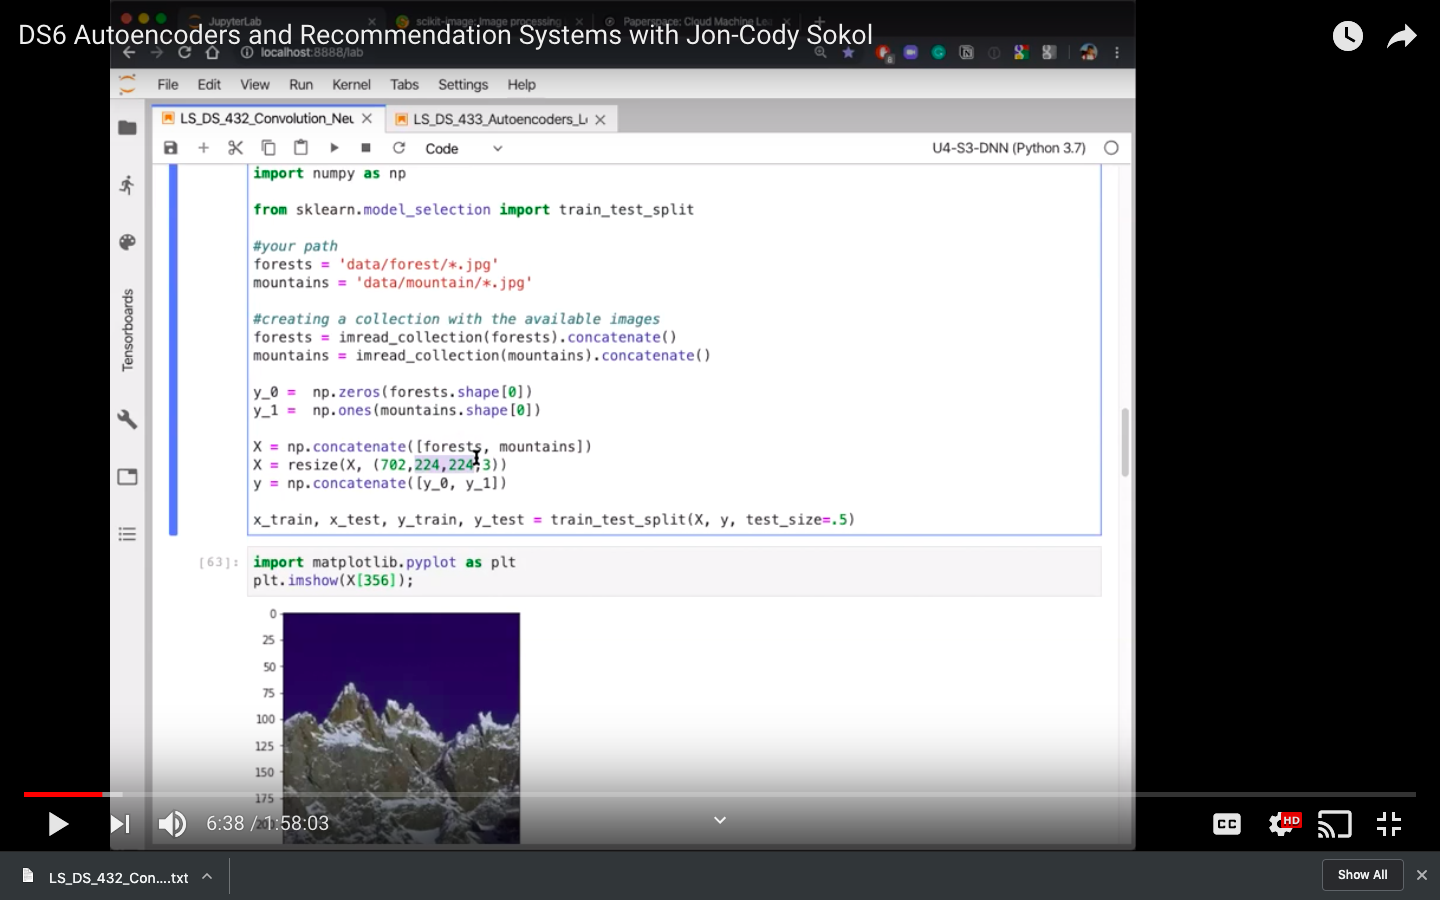 JupyterLab
scikit-image: Image processing
Paperspace: Cloud Machine Le
DS6 Autoencoders and Recommendation Systems with Jon-Cody Sokol
localhost:8888/lab
File Edit View Run Kernel Tabs Settings Help
LS_DS_432_Convolution_Neu
LS_DS_433_Autoencoders_L
Code
U4-S3-DNN (Python 3.7)
Tensorboards
import numpy as np
from sklearn.model_selection import train_test_split
#your path
forests = 'data/forest/*.jpg'
mountains = 'data/mountain/*.jpg'
#creating a collection with the available images
forests = imread_collection(forests).concatenate()
mountains = imread_collection(mountains).concatenate()
y_0 =  np.zeros(forests.shape[0])
y_1 =  np.ones(mountains.shape[0])
X = np.concatenate([forests, mountains])
X = resize(X, (702,224,224,3))
y = np.concatenate([y_0, y_1])
x_train, x_test, y_train, y_test = train_test_split(X, y, test_size=.5)
[63]:
import matplotlib.pyplot as plt
plt.imshow(X[356]);
0
25
50
75
100
125
150
175
6:38 / 1:58:03
CC
HD
LS_DS_432_Con....txt
Show All